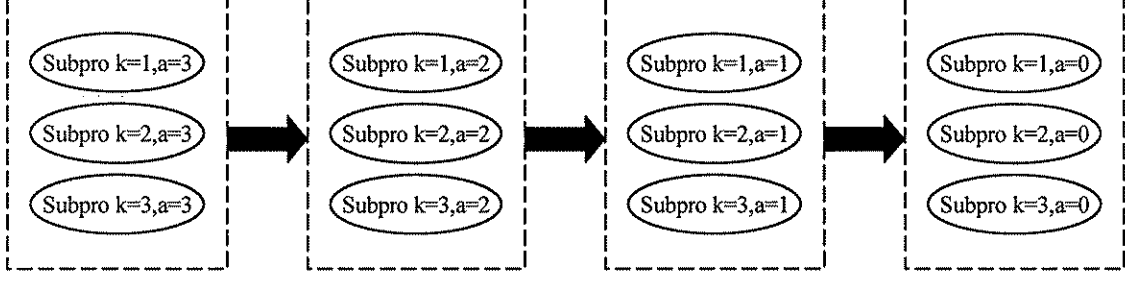 Subpro k=1,a=3
Subpro k=2,a=3
Subpro k=3,a=3
Subpro k=1,a=2
Subpro k=2,a=2
Subpro k=3,a=2
Subpro k=1,a=1
Subpro k=2,a=1
Subpro k=3,a=1
Subpro k=1,a=0
Subpro k=2,a=0
Subpro k=3,a=0